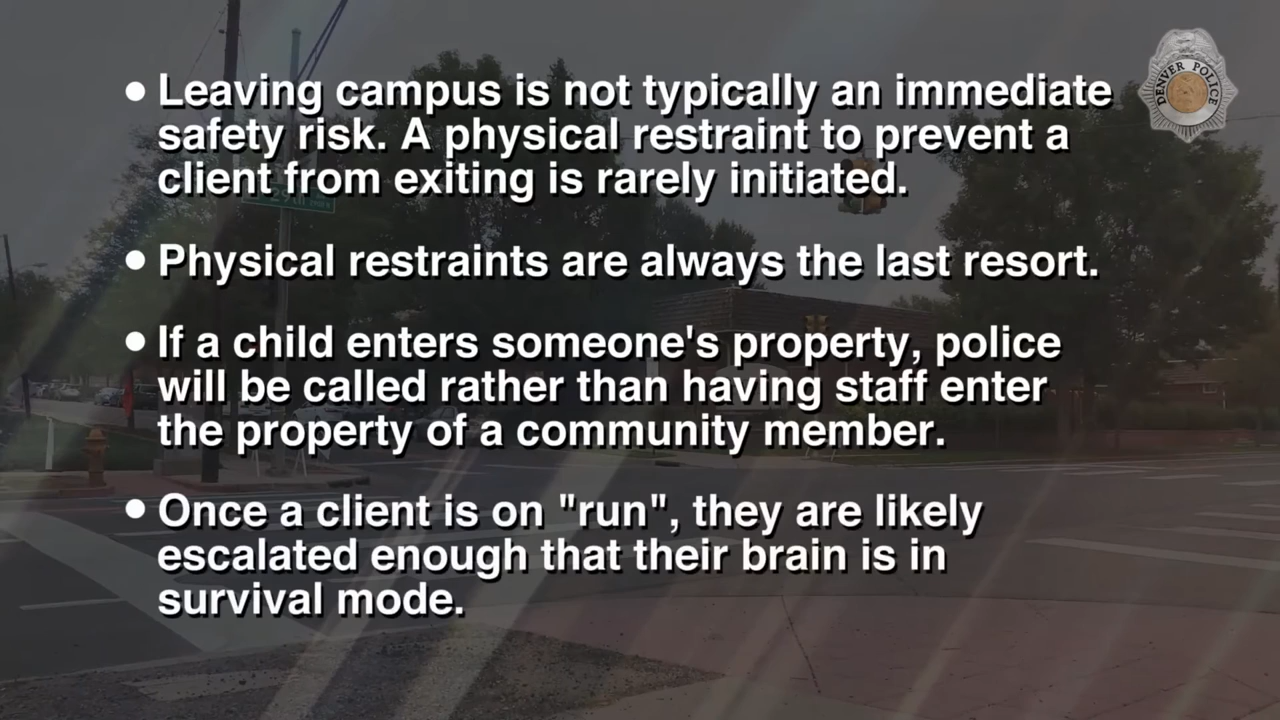 • Leaving campus is not typically an immediate
safety risk. A physical restraint to prevent a
client from exiting is rarely initiated.
• Physical restraints are always the last resort.
• If a child enters someone's property, police
will be called rather than having staff enter
the property of a community member.
• Once a client is on "run", they are likely
escalated enough that their brain is in
survival mode.
DENVER POLICE